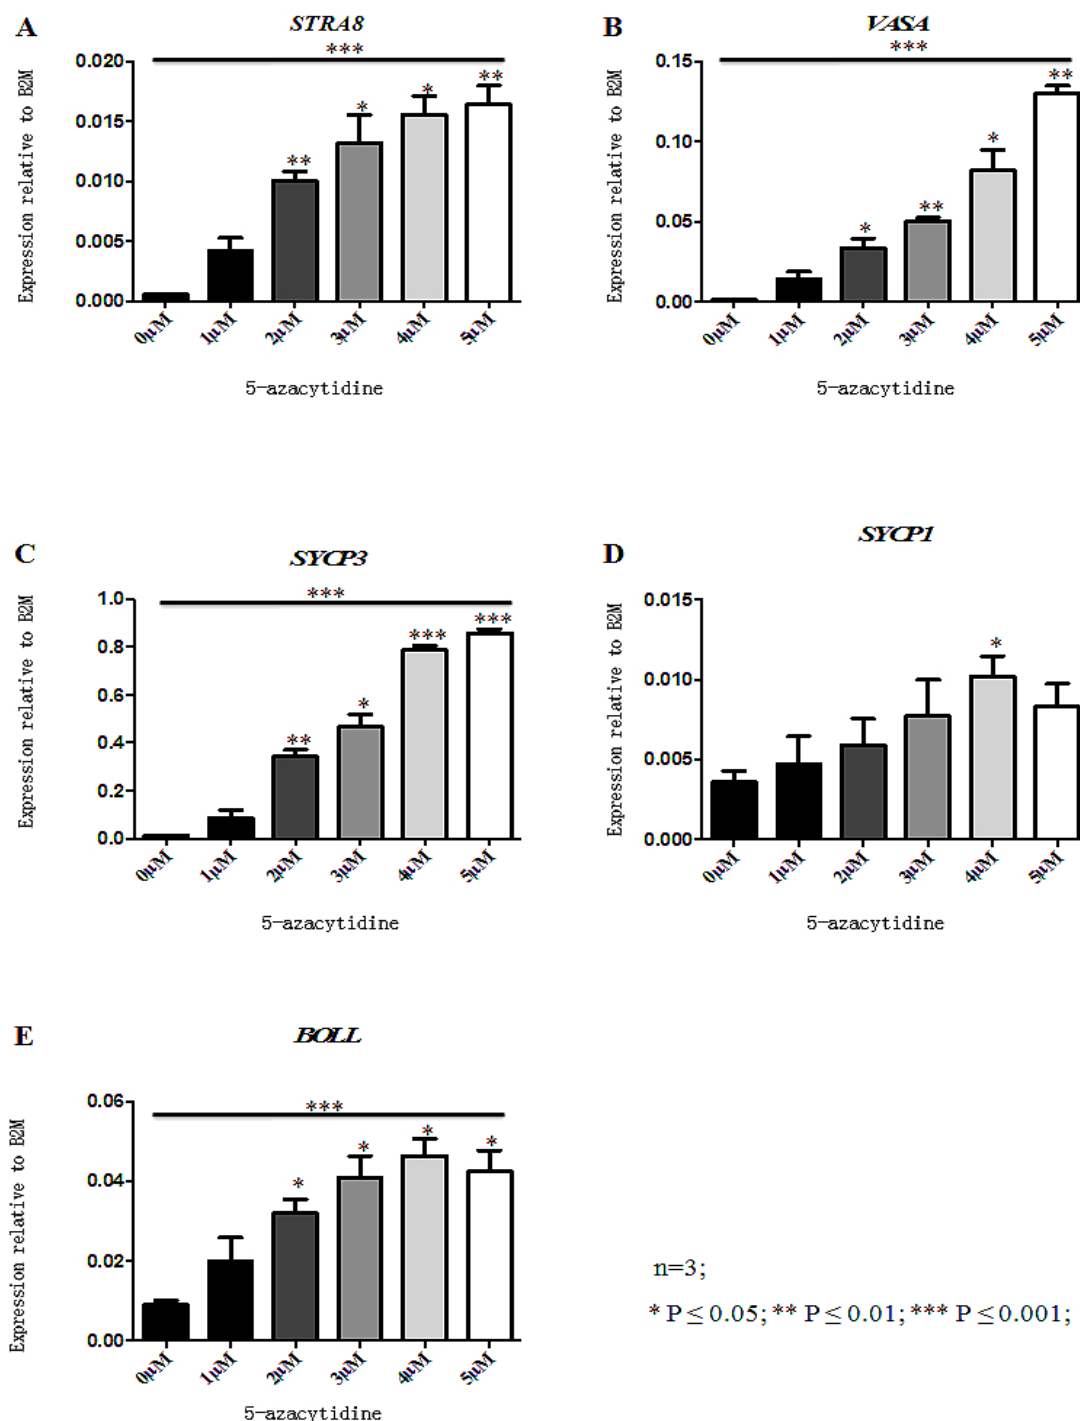 A
STRA8
***
Expression relative to B2M
0.020
0.015
0.010
0.005
0.000
** * * **
0μM 1μM 2μM 3μM 4μM 5μM
5-azacytidine
B
VASA
***
Expression relative to B2M
0.15
0.10
0.05
0.00
* ** * **
0μM 1μM 2μM 3μM 4μM 5μM
5-azacytidine
C
SYCP3
***
Expression relative to B2M
1.0
0.8
0.6
0.4
0.2
0.0
** * *** ***
0μM 1μM 2μM 3μM 4μM 5μM
5-azacytidine
D
SYCP1
Expression relative to B2M
0.015
0.010
0.005
0.000
*
0μM 1μM 2μM 3μM 4μM 5μM
5-azacytidine
E
BOLL
***
Expression relative to B2M
0.06
0.04
0.02
0.00
* * * *
0μM 1μM 2μM 3μM 4μM 5μM
5-azacytidine
n=3;
* P ≤ 0.05; ** P ≤ 0.01; *** P ≤ 0.001;